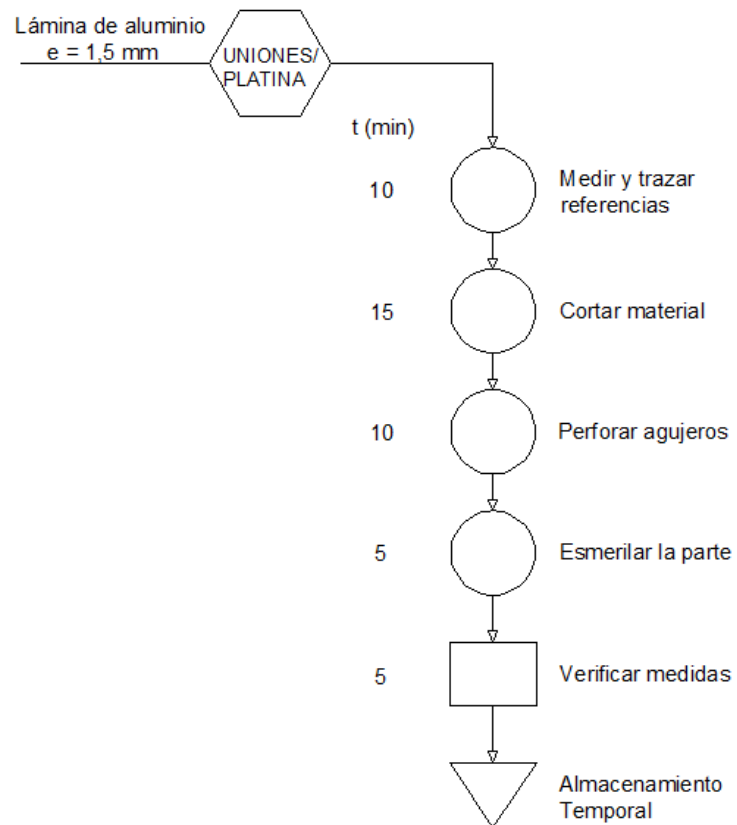 Lámina de aluminio
e = 1,5 mm
UNIONES/
PLATINA
t (min)
10
Medir y trazar
referencias
15
Cortar material
10
Perforar agujeros
5
Esmerilar la parte
5
Verificar medidas
Almacenamiento
Temporal